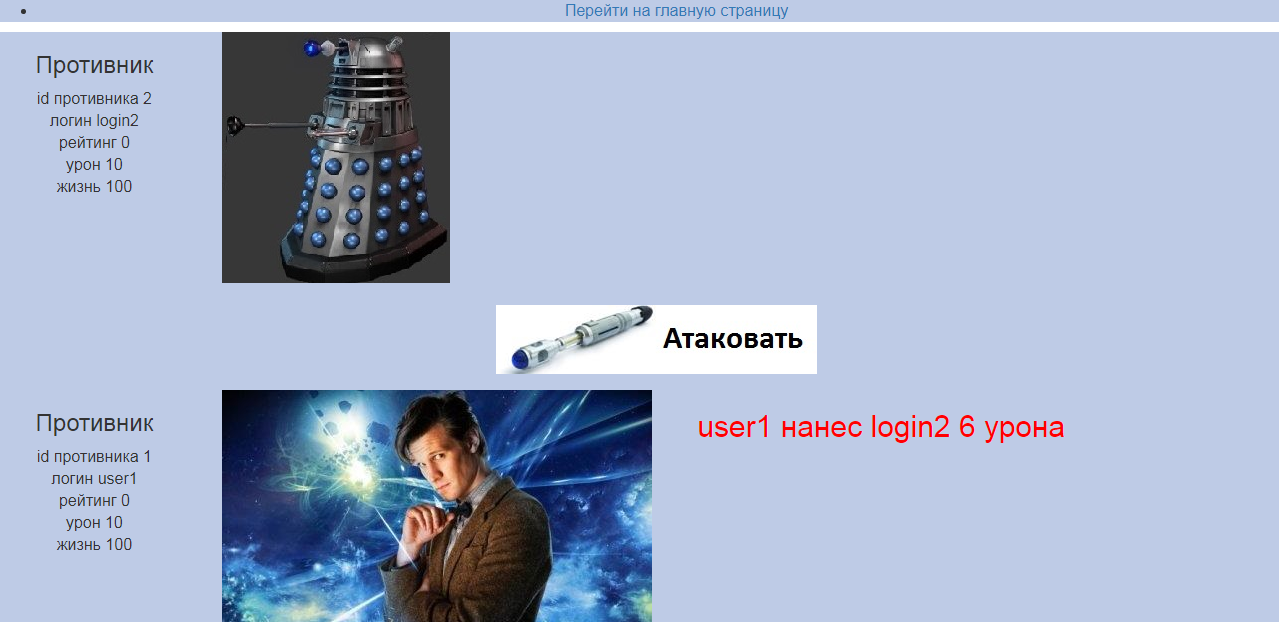 Перейти на главную страницу
Противник
id противника 2
логин login2
рейтинг 0
урон 10
жизнь 100
Атаковать
Противник
id противника 1
логин user1
рейтинг 0
урон 10
жизнь 100
user1 нанес login2 6 урона